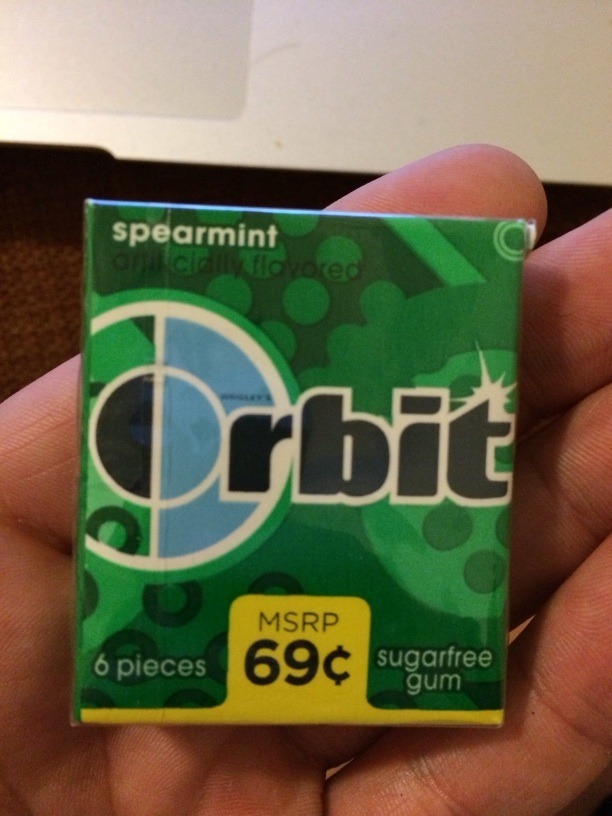 spearmint
artificially flavored
WRIGLEY'S
Orbit
MSRP
69¢
6 pieces
sugarfree
gum